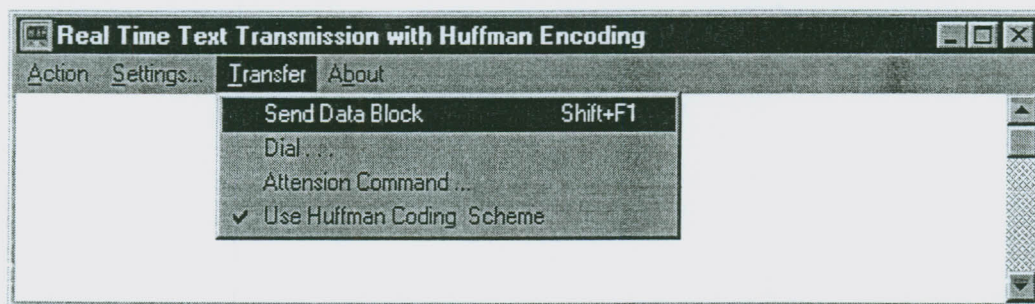 Real Time Text Transmission with Huffman Encoding
Action Settings... Transfer About
Send Data Block Shift+F1
Dial . . .
Attension Command ...
✓ Use Huffman Coding Scheme